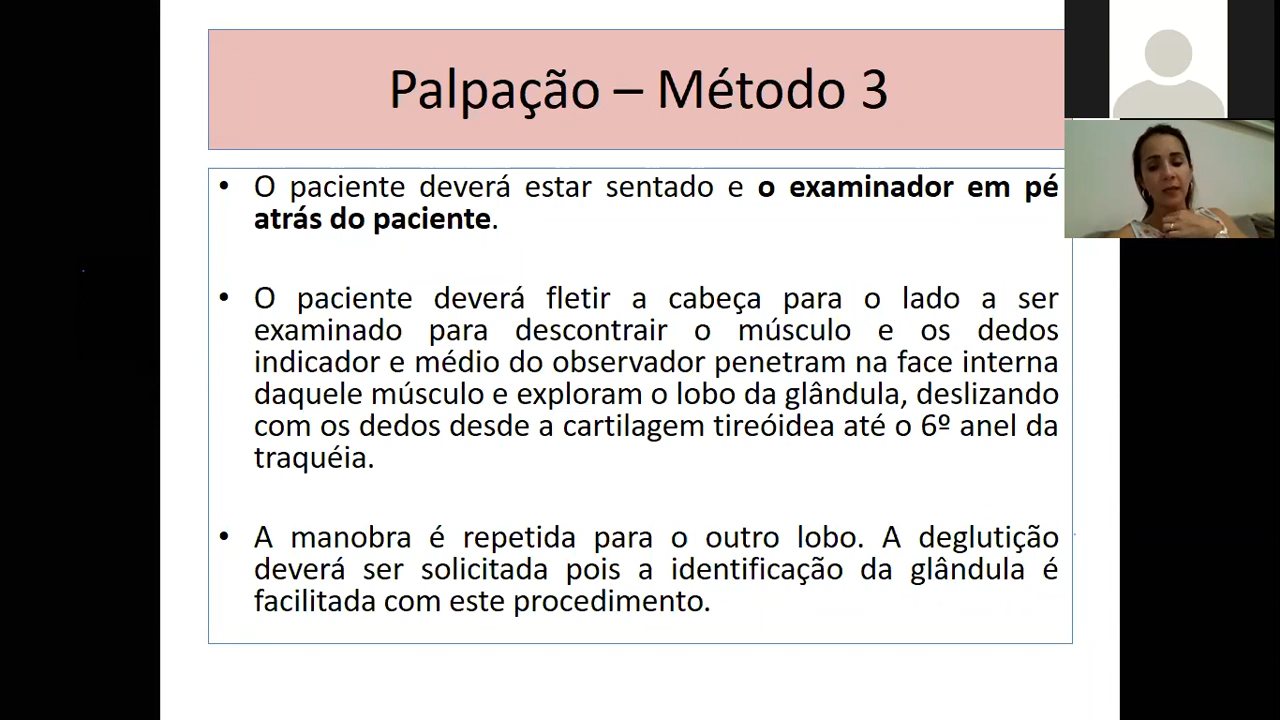 Palpação – Método 3
• O paciente deverá estar sentado e o examinador em pé
atrás do paciente.
• O paciente deverá fletir a cabeça para o lado a ser
examinado para descontrair o músculo e os dedos
indicador e médio do observador penetram na face interna
daquele músculo e exploram o lobo da glândula, deslizando
com os dedos desde a cartilagem tireóidea até o 6º anel da
traquéia.
• A manobra é repetida para o outro lobo. A deglutição
deverá ser solicitada pois a identificação da glândula é
facilitada com este procedimento.